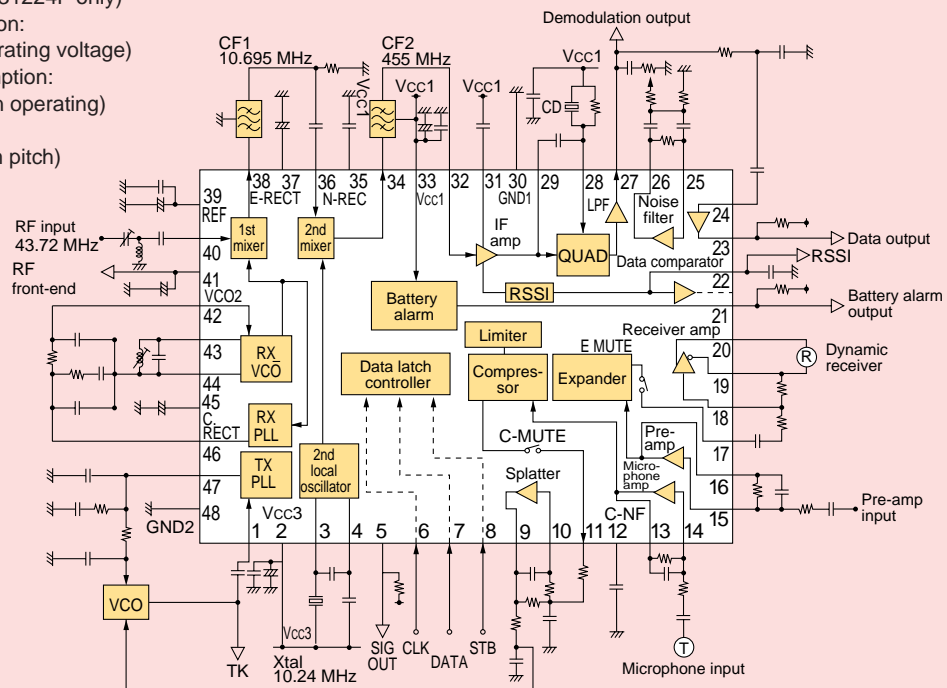 31224F only)
on:
rating voltage)
nption:
n operating)
n pitch)
Demodulation output
CF1
10.695 MHz
CF2
455 MHz
Vcc1
Vcc1
Vcc1
Vcc1
CD
38 37 36 35 34 33 32 31 30 29 28 27 26 25
E-RECT N-REC Vcc1 GND1 LPF
39
REF
RF input
43.72 MHz
40
RF
front-end
41
VCO2
42
43
44
45
C.
RECT
46
47
48
GND2
1st
mixer
2nd
mixer
IF
amp
QUAD
Noise
filter
Data comparator
RSSI
Battery
alarm
Limiter
Receiver amp
RX
VCO
Data latch
controller
Compres-
sor
E MUTE
Expander
RX
PLL
TX
PLL
2nd
local
oscillator
C-MUTE
Splatter
Pre-
amp
Micro-
phone
amp
C-NF
Vcc3
24
23
Data output
RSSI
22
21
Battery alarm
output
20
R
Dynamic
receiver
19
18
17
16
15
Pre-amp
input
1 2 3 4 5 6 7 8 9 10 11 12 13 14
VCO
TK
Vcc3
Xtal
10.24 MHz
SIG
OUT
CLK
DATA
STB
T
Microphone input